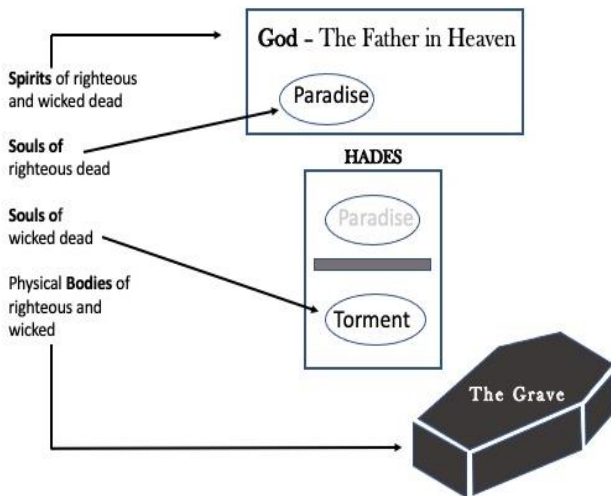 God – The Father in Heaven
Spirits of righteous
and wicked dead
Paradise
Souls of
righteous dead
HADES
Souls of
wicked dead
Paradise
Physical Bodies of
righteous and
wicked
Torment
The Grave